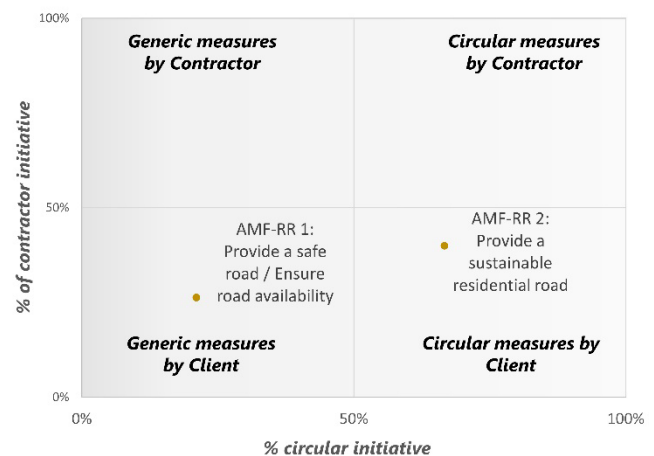 100%
Generic measures
by Contractor
Circular measures
by Contractor
% of contractor initiative
50%
AMF-RR 1:
Provide a safe
road / Ensure
road availability
AMF-RR 2:
Provide a
sustainable
residential road
Generic measures
by Client
Circular measures by
Client
0%
0%
50%
100%
% circular initiative